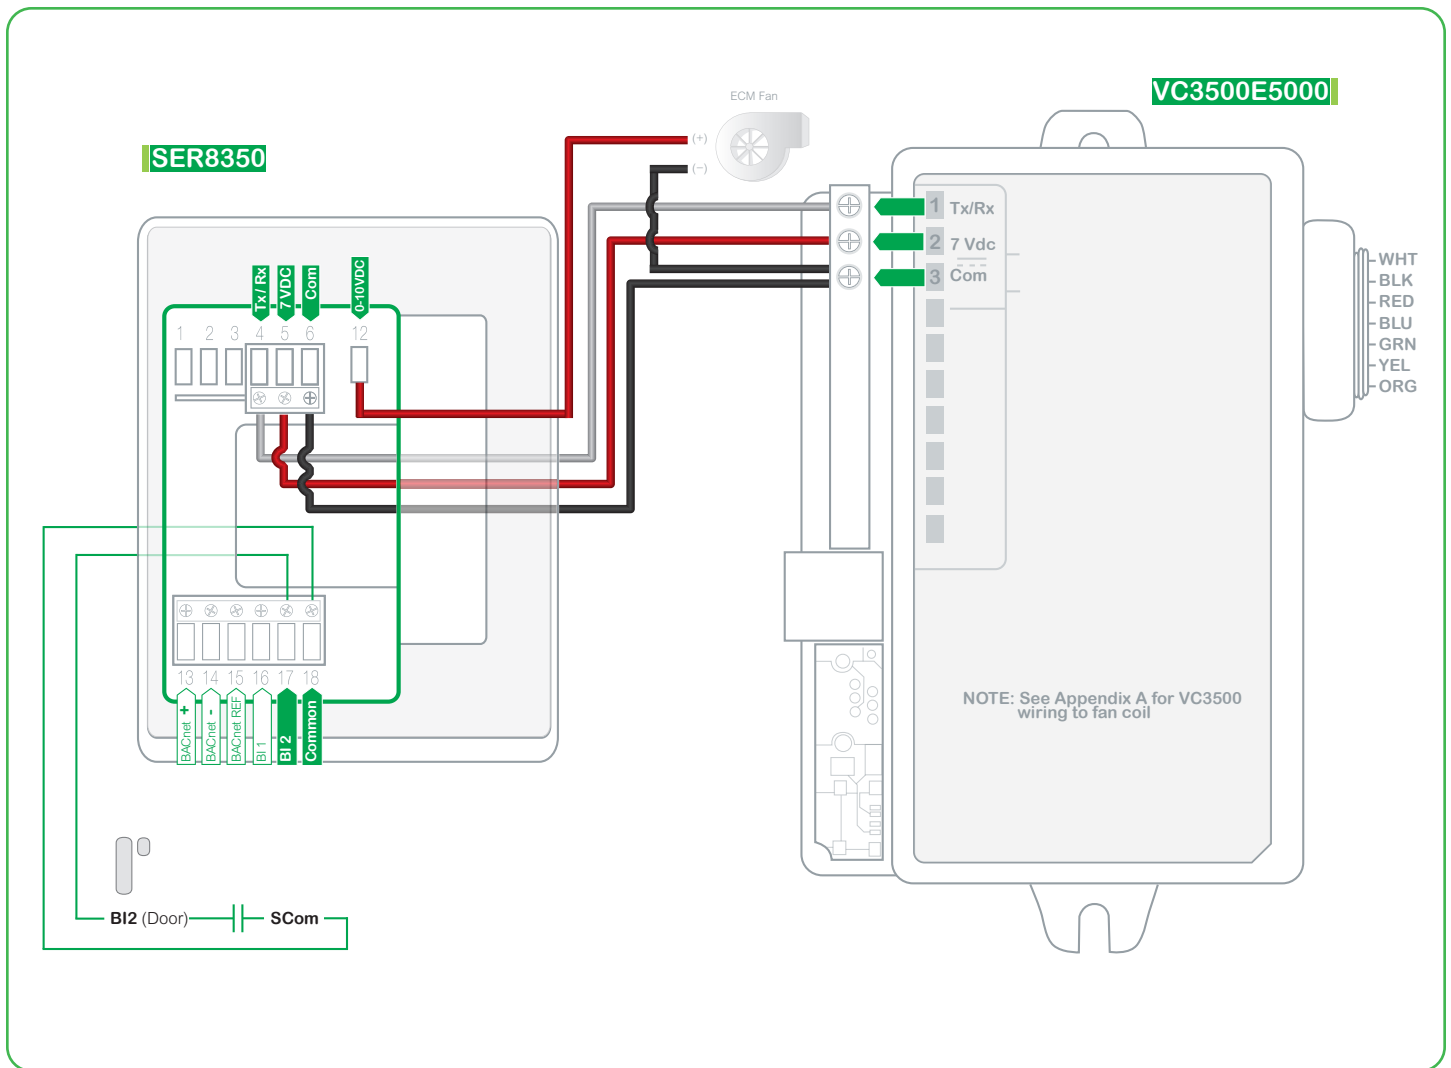 ECM Fan
VC3500E5000
SER8350
(+)
(−)
1 Tx/Rx
2 7 Vdc
3 Com
WHT
BLK
RED
BLU
GRN
YEL
ORG
Tx / Rx
7 VDC
Com
0-10VDC
1 2 3 4 5 6 12
13 14 15 16 17 18
BACnet +
BACnet -
BACnet REF
BI 1
BI 2
Common
NOTE: See Appendix A for VC3500
wiring to fan coil
BI2 (Door) SCom